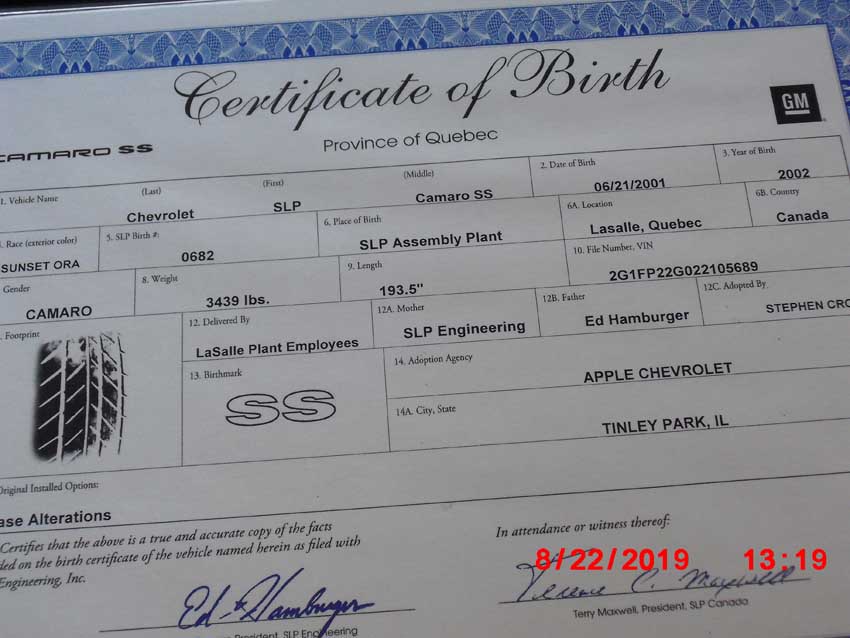 Certificate of Birth
GM
CAMARO SS
Province of Quebec
1. Vehicle Name
(Last)
(First)
(Middle)
2. Date of Birth
3. Year of Birth
Chevrolet
SLP
Camaro SS
06/21/2001
2002
Race (exterior color)
5. SLP Birth #:
6. Place of Birth
6A. Location
6B. Country
SUNSET ORA
0682
SLP Assembly Plant
Lasalle, Quebec
Canada
Gender
8. Weight
9. Length
10. File Number, VIN
CAMARO
3439 lbs.
193.5"
2G1FP22G022105689
Footprint
12. Delivered By
12A. Mother
12B. Father
12C. Adopted By
LaSalle Plant Employees
SLP Engineering
Ed Hamburger
STEPHEN CRO
13. Birthmark
14. Adoption Agency
SS
APPLE CHEVROLET
14A. City, State
TINLEY PARK, IL
Original Installed Options:
ase Alterations
Certifies that the above is a true and accurate copy of the facts
ded on the birth certificate of the vehicle named herein as filed with
Engineering, Inc.
In attendance or witness thereof:
8/22/2019 13:19
Ed Hamburger
Terence C. Maxwell
President, SLP Engineering
Terry Maxwell, President, SLP Canada